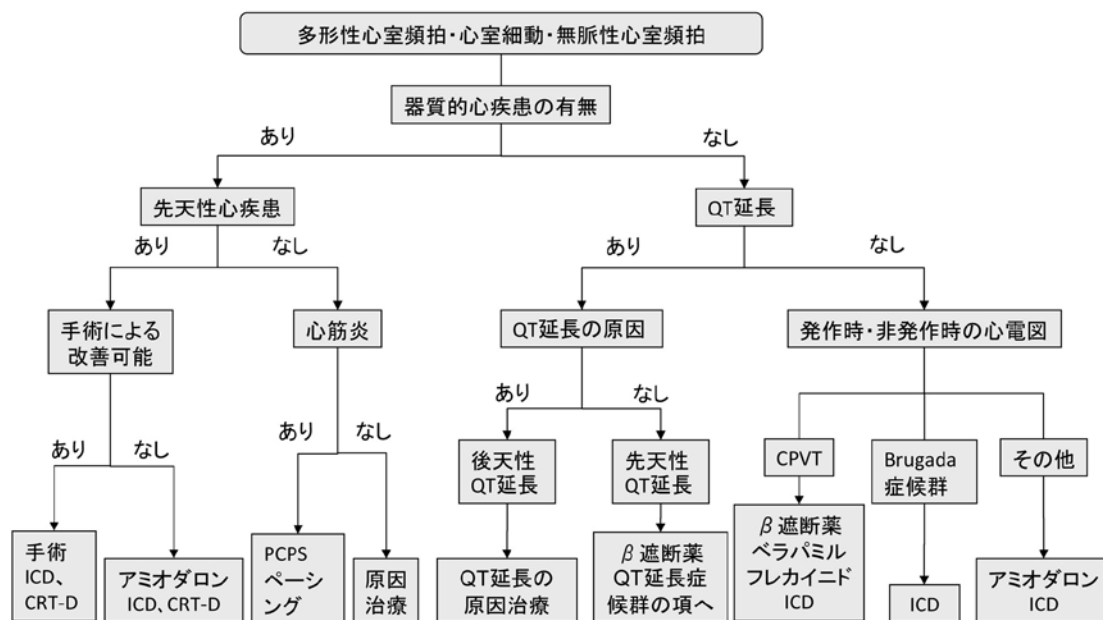 多形性心室頻拍・心室細動・無脈性心室頻拍
器質的心疾患の有無
あり
なし
先天性心疾患
QT延長
あり
なし
あり
なし
手術による
改善可能
心筋炎
QT延長の原因
発作時・非発作時の心電図
あり
なし
あり
なし
あり
なし
後天性
QT延長
先天性
QT延長
CPVT
Brugada
症候群
その他
手術
ICD、
CRT-D
アミオダロン
ICD、CRT-D
PCPS
ペーシ
ング
原因
治療
QT延長の
原因治療
β遮断薬
QT延長症
候群の項へ
β遮断薬
ベラパミル
フレカイニド
ICD
ICD
アミオダロン
ICD